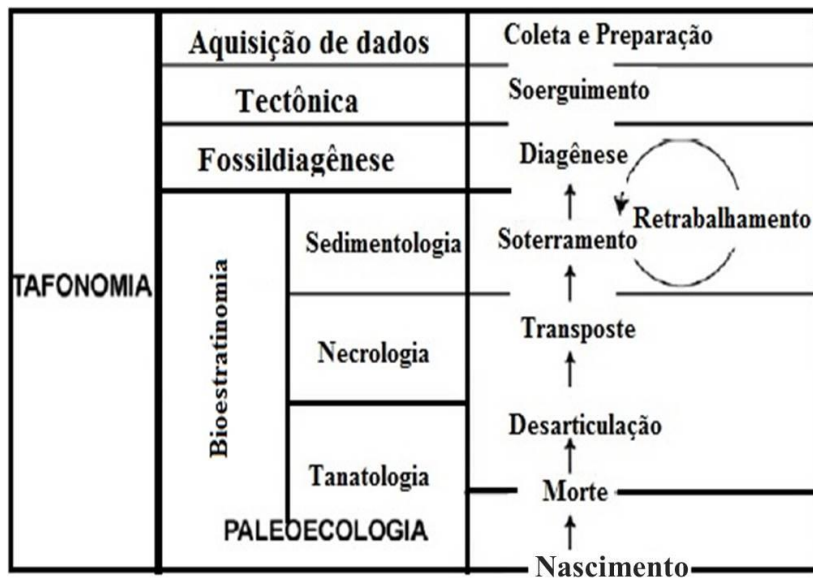 Aquisição de dados
Coleta e Preparação
Tectônica
Soerguimento
Fossildiagênese
Diagênese
Retrabalhamento
Sedimentologia
Soterramento
TAFONOMIA
Bioestratinomia
Necrologia
Transposte
Desarticulação
Tanatologia
Morte
PALEOECOLOGIA
Nascimento